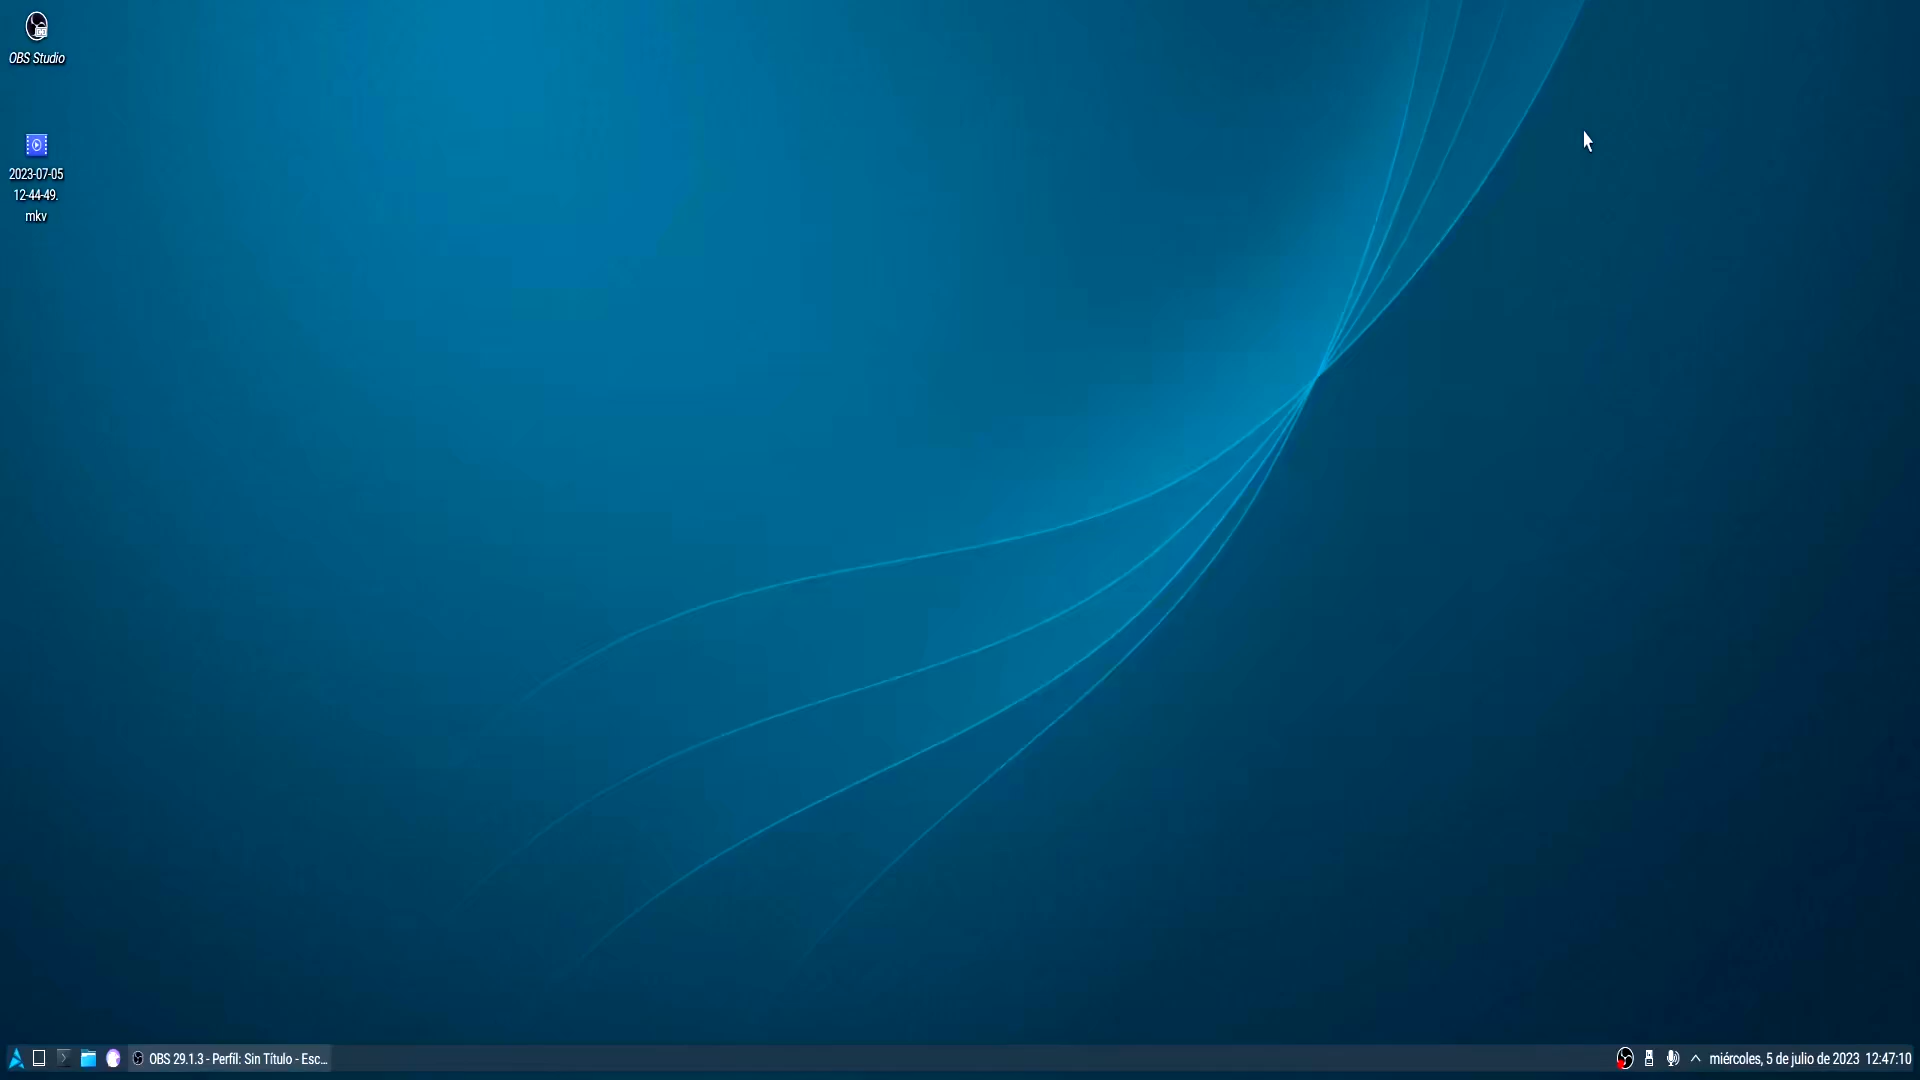 OBS Studio
2023-07-05
12-44-49.
mkv
OBS 29.1.3 - Perfil: Sin Título - Esc...
miércoles, 5 de julio de 2023 12:47:10